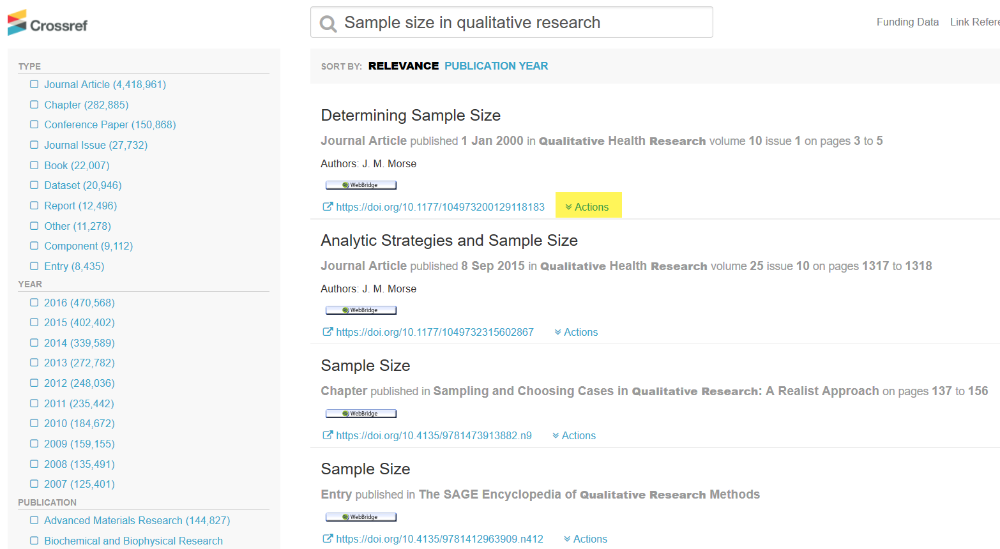 Crossref
Sample size in qualitative research
Funding Data Link Refere
TYPE
Journal Article (4,418,961)
Chapter (282,885)
Conference Paper (150,868)
Journal Issue (27,732)
Book (22,007)
Dataset (20,946)
Report (12,496)
Other (11,278)
Component (9,112)
Entry (8,435)
YEAR
2016 (470,568)
2015 (402,402)
2014 (339,589)
2013 (272,782)
2012 (248,036)
2011 (235,442)
2010 (184,672)
2009 (159,155)
2008 (135,491)
2007 (125,401)
PUBLICATION
Advanced Materials Research (144,827)
Biochemical and Biophysical Research
SORT BY: RELEVANCE PUBLICATION YEAR
Determining Sample Size
Journal Article published 1 Jan 2000 in Qualitative Health Research volume 10 issue 1 on pages 3 to 5
Authors: J. M. Morse
WebBridge
https://doi.org/10.1177/104973200129118183 Actions
Analytic Strategies and Sample Size
Journal Article published 8 Sep 2015 in Qualitative Health Research volume 25 issue 10 on pages 1317 to 1318
Authors: J. M. Morse
WebBridge
https://doi.org/10.1177/1049732315602867 Actions
Sample Size
Chapter published in Sampling and Choosing Cases in Qualitative Research: A Realist Approach on pages 137 to 156
WebBridge
https://doi.org/10.4135/9781473913882.n9 Actions
Sample Size
Entry published in The SAGE Encyclopedia of Qualitative Research Methods
WebBridge
https://doi.org/10.4135/9781412963909.n412 Actions